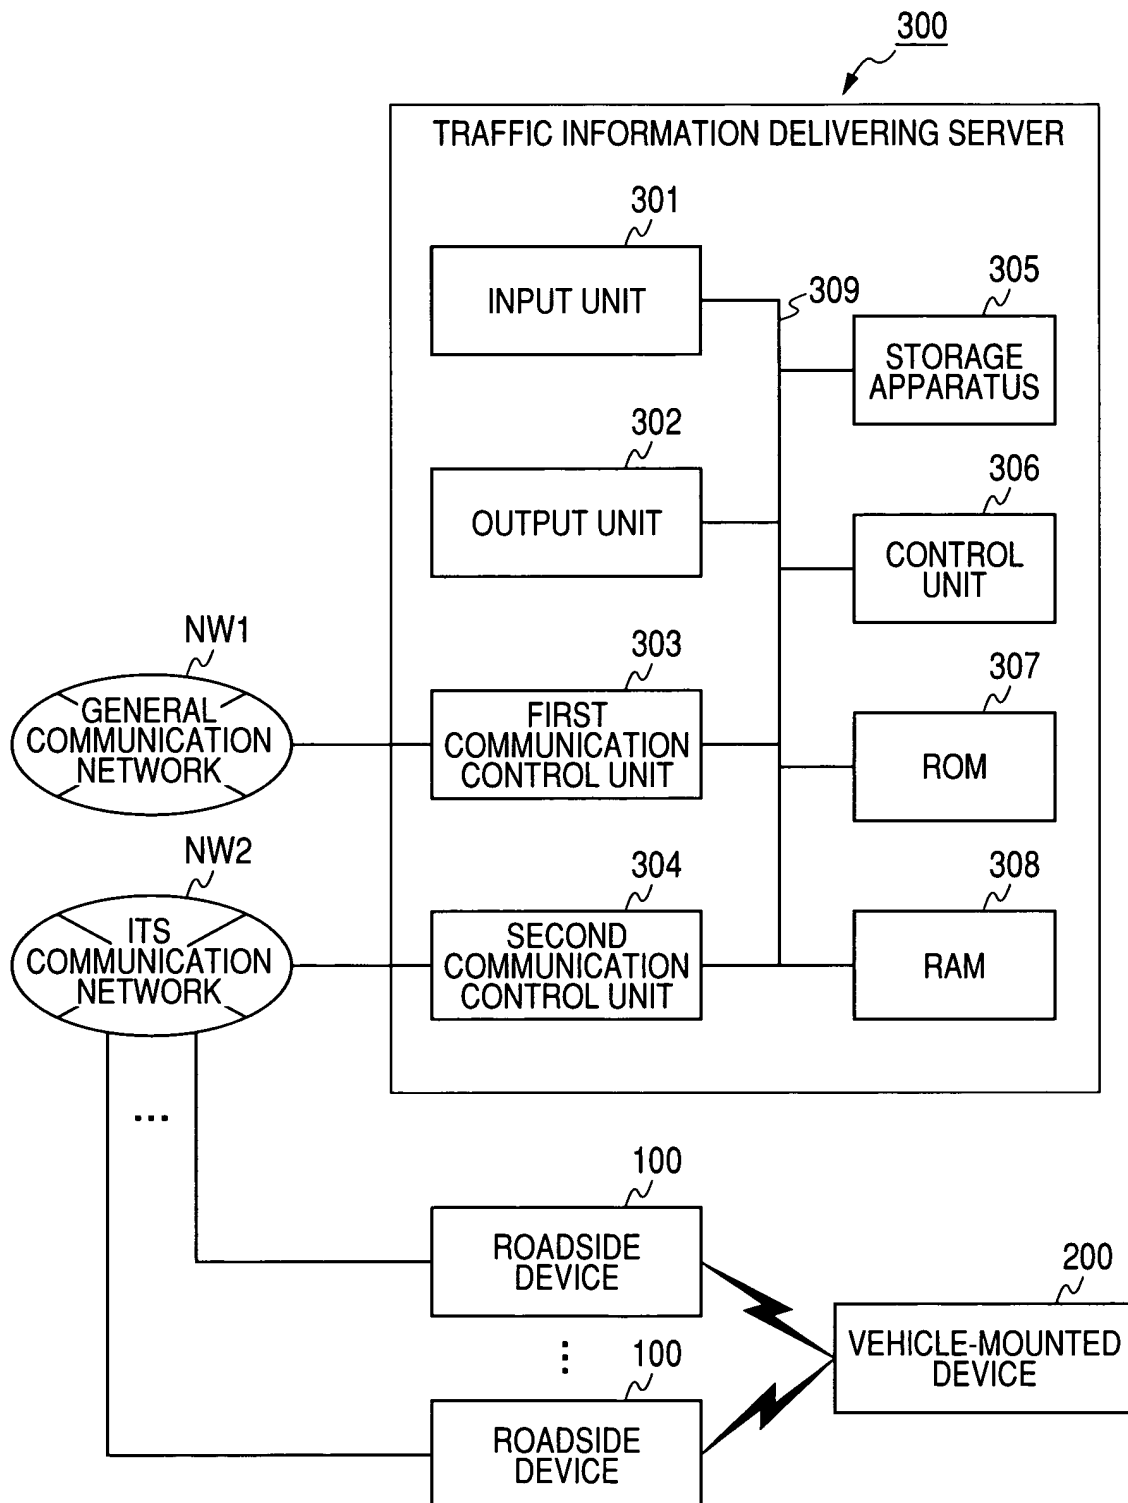 300
TRAFFIC INFORMATION DELIVERING SERVER
301
INPUT UNIT
309
305
STORAGE
APPARATUS
302
OUTPUT UNIT
306
CONTROL
UNIT
NW1
GENERAL
COMMUNICATION
NETWORK
303
FIRST
COMMUNICATION
CONTROL UNIT
307
ROM
NW2
ITS
COMMUNICATION
NETWORK
304
SECOND
COMMUNICATION
CONTROL UNIT
308
RAM
...
100
ROADSIDE
DEVICE
200
VEHICLE-MOUNTED
DEVICE
100
ROADSIDE
DEVICE